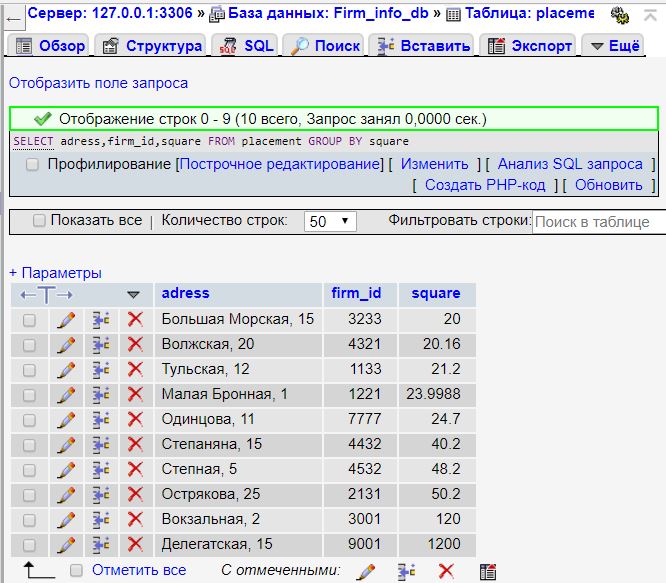 Сервер: 127.0.0.1:3306 » База данных: Firm_info_db » Таблица: placeme
Обзор Структура SQL Поиск Вставить Экспорт Ещё
Отобразить поле запроса
Отображение строк 0 - 9 (10 всего, Запрос занял 0,0000 сек.)
SELECT adress,firm_id,square FROM placement GROUP BY square
Профилирование [Построчное редактирование] [ Изменить ] [ Анализ SQL запроса ]
[ Создать PHP-код ] [ Обновить ]
Показать все | Количество строк: 50 Фильтровать строки: Поиск в таблице
+ Параметры
←T→ adress firm_id square
Большая Морская, 15 3233 20
Волжская, 20 4321 20.16
Тульская, 12 1133 21.2
Малая Бронная, 1 1221 23.9988
Одинцова, 11 7777 24.7
Степаняна, 15 4432 40.2
Степная, 5 4532 48.2
Острякова, 25 2131 50.2
Вокзальная, 2 3001 120
Делегатская, 15 9001 1200
Отметить все С отмеченными: